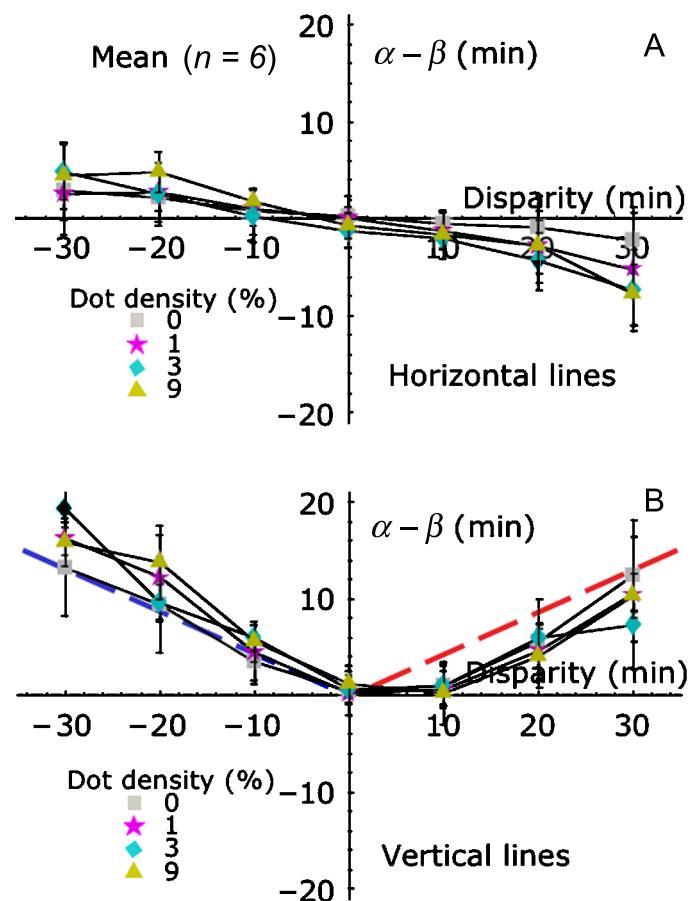 20
Mean (n = 6) α – β (min) A
10
Disparity (min)
−30 −20 −10 10 20 30
Dot density (%)
0
1
3
9
−10
Horizontal lines
−20
20
α – β (min) B
10
Disparity (min)
−30 −20 −10 10 20 30
Dot density (%)
0
1
3
9
−10
Vertical lines
−20